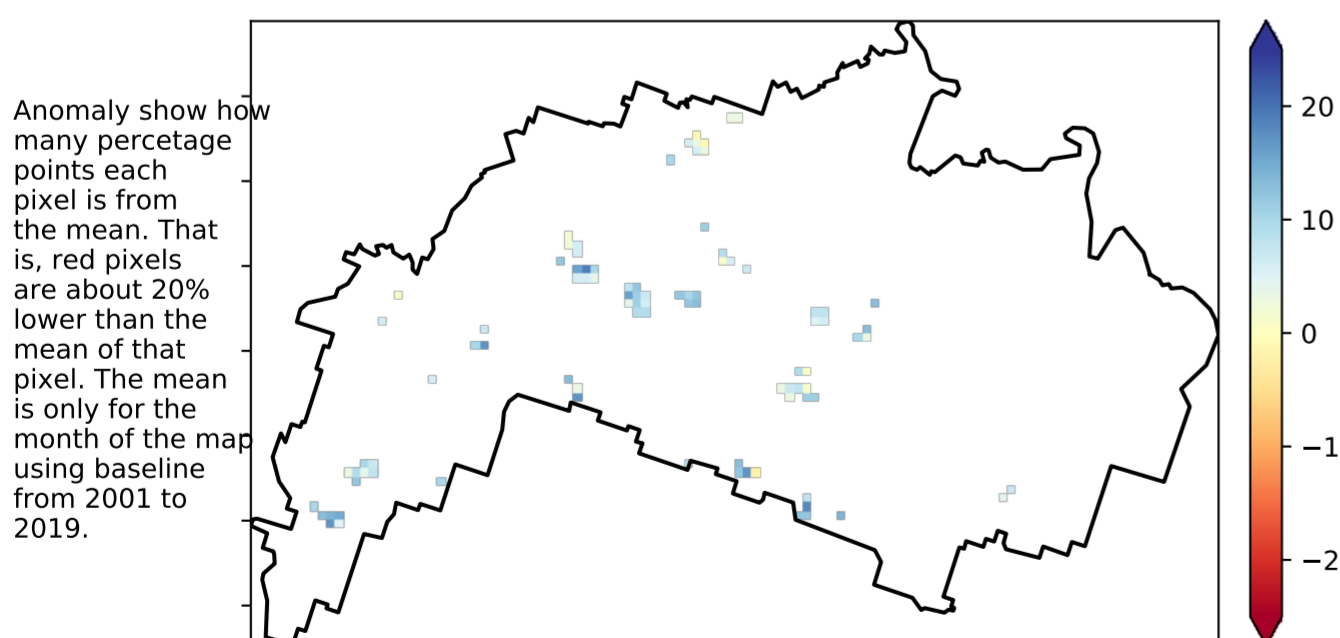 Anomaly show how
many percetage
points each
pixel is from
the mean. That
is, red pixels
are about 20%
lower than the
mean of that
pixel. The mean
is only for the
month of the map
using baseline
from 2001 to
2019.
20
10
0
−1
−2